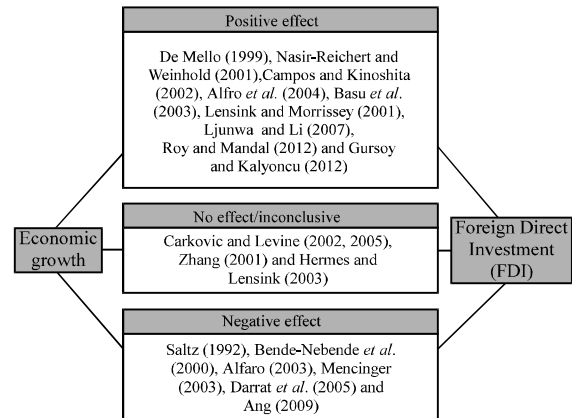 Positive effect
De Mello (1999), Nasir-Reichert and
Weinhold (2001),Campos and Kinoshita
(2002), Alfro et al. (2004), Basu et al.
(2003), Lensink and Morrissey (2001),
Ljunwa and Li (2007),
Roy and Mandal (2012) and Gursoy
and Kalyoncu (2012)
Economic
growth
No effect/inconclusive
Carkovic and Levine (2002, 2005),
Zhang (2001) and Hermes and
Lensink (2003)
Foreign Direct
Investment
(FDI)
Negative effect
Saltz (1992), Bende-Nebende et al.
(2000), Alfaro (2003), Mencinger
(2003), Darrat et al. (2005) and
Ang (2009)